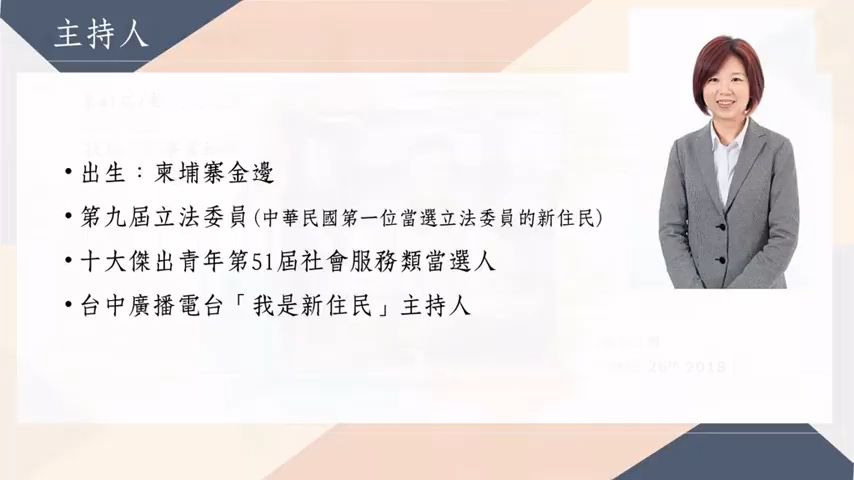 主持人
• 出生：柬埔寨金邊
• 第九屆立法委員(中華民國第一位當選立法委員的新住民)
• 十大傑出青年第51屆社會服務類當選人
• 台中廣播電台「我是新住民」主持人
26th 2018